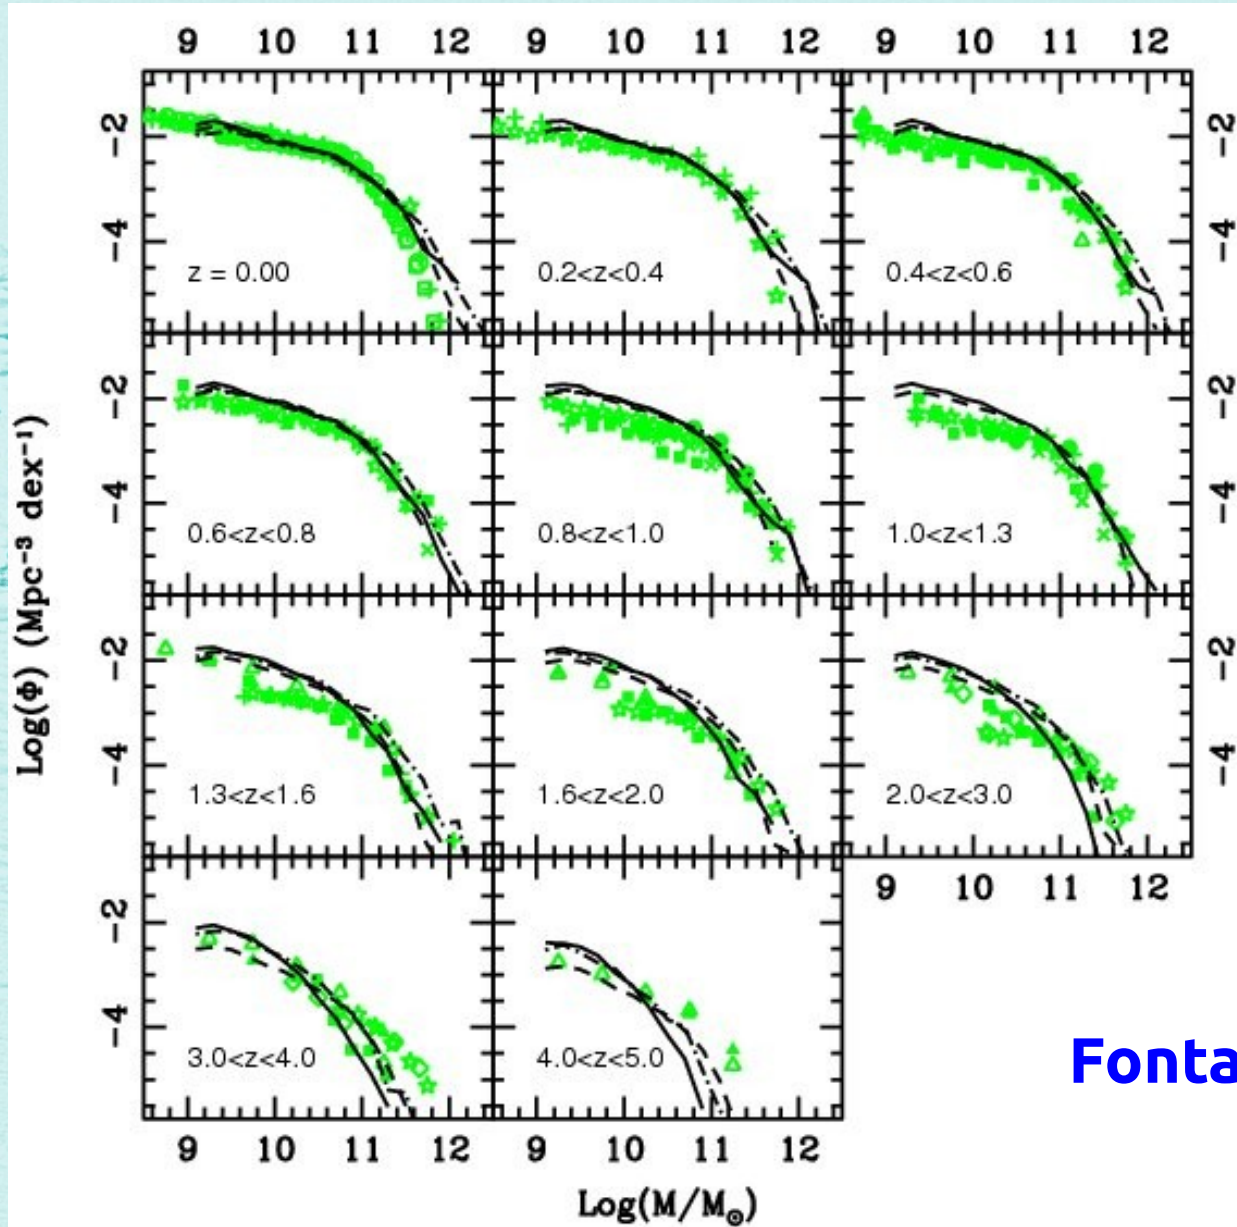 9 10 11 12 9 10 11 12 9 10 11 12
-2 -2
-4 -4
z = 0.00 0.2<z<0.4 0.4<z<0.6
-2 -2
-4 -4
0.6<z<0.8 0.8<z<1.0 1.0<z<1.3
Log(Φ) (Mpc⁻³ dex⁻¹)
-2 -2
-4 -4
1.3<z<1.6 1.6<z<2.0 2.0<z<3.0
9 10 11 12
-2
-4
3.0<z<4.0 4.0<z<5.0
Fonta
9 10 11 12 9 10 11 12
Log(M/M☉)